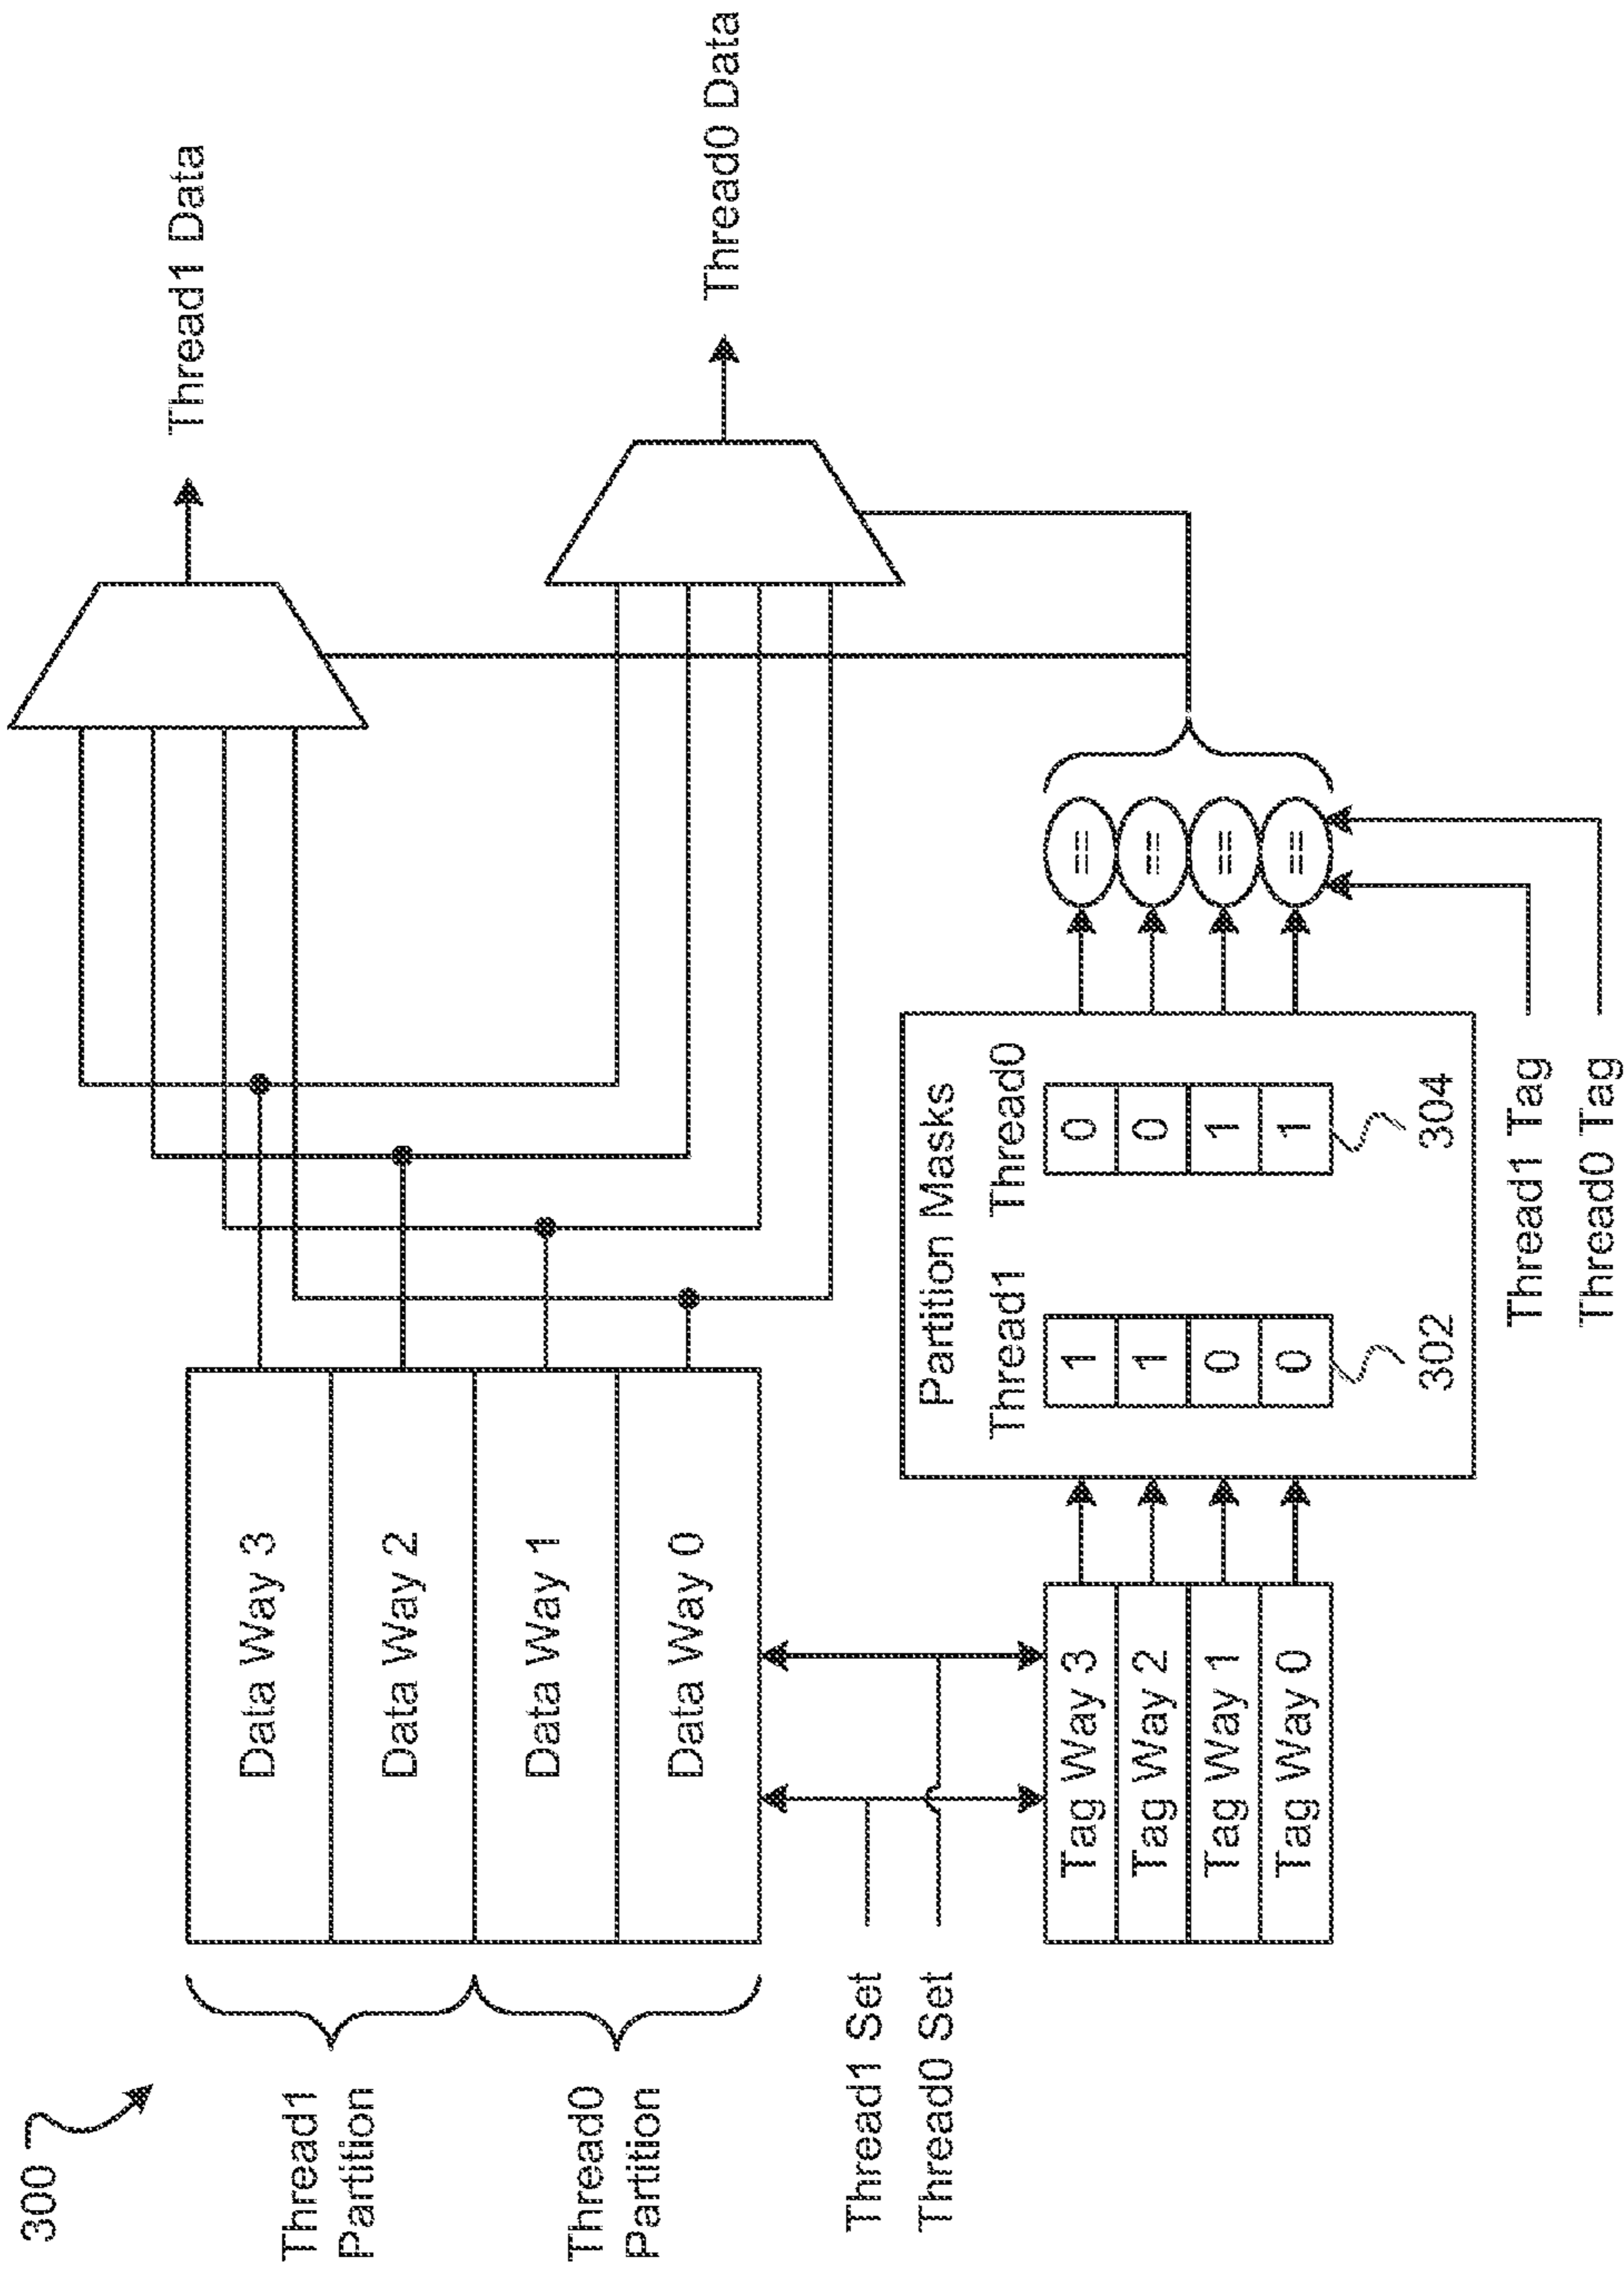 300
Thread1
Partition
Thread0
Partition
Data Way 3
Data Way 2
Data Way 1
Data Way 0
Thread1 Data
Thread0 Data
Thread1 Set
Thread0 Set
Tag Way 3
Tag Way 2
Tag Way 1
Tag Way 0
Partition Masks
Thread1 Thread0
1 0
1 0
0 1
0 1
302 304
==
==
==
==
Thread1 Tag
Thread0 Tag